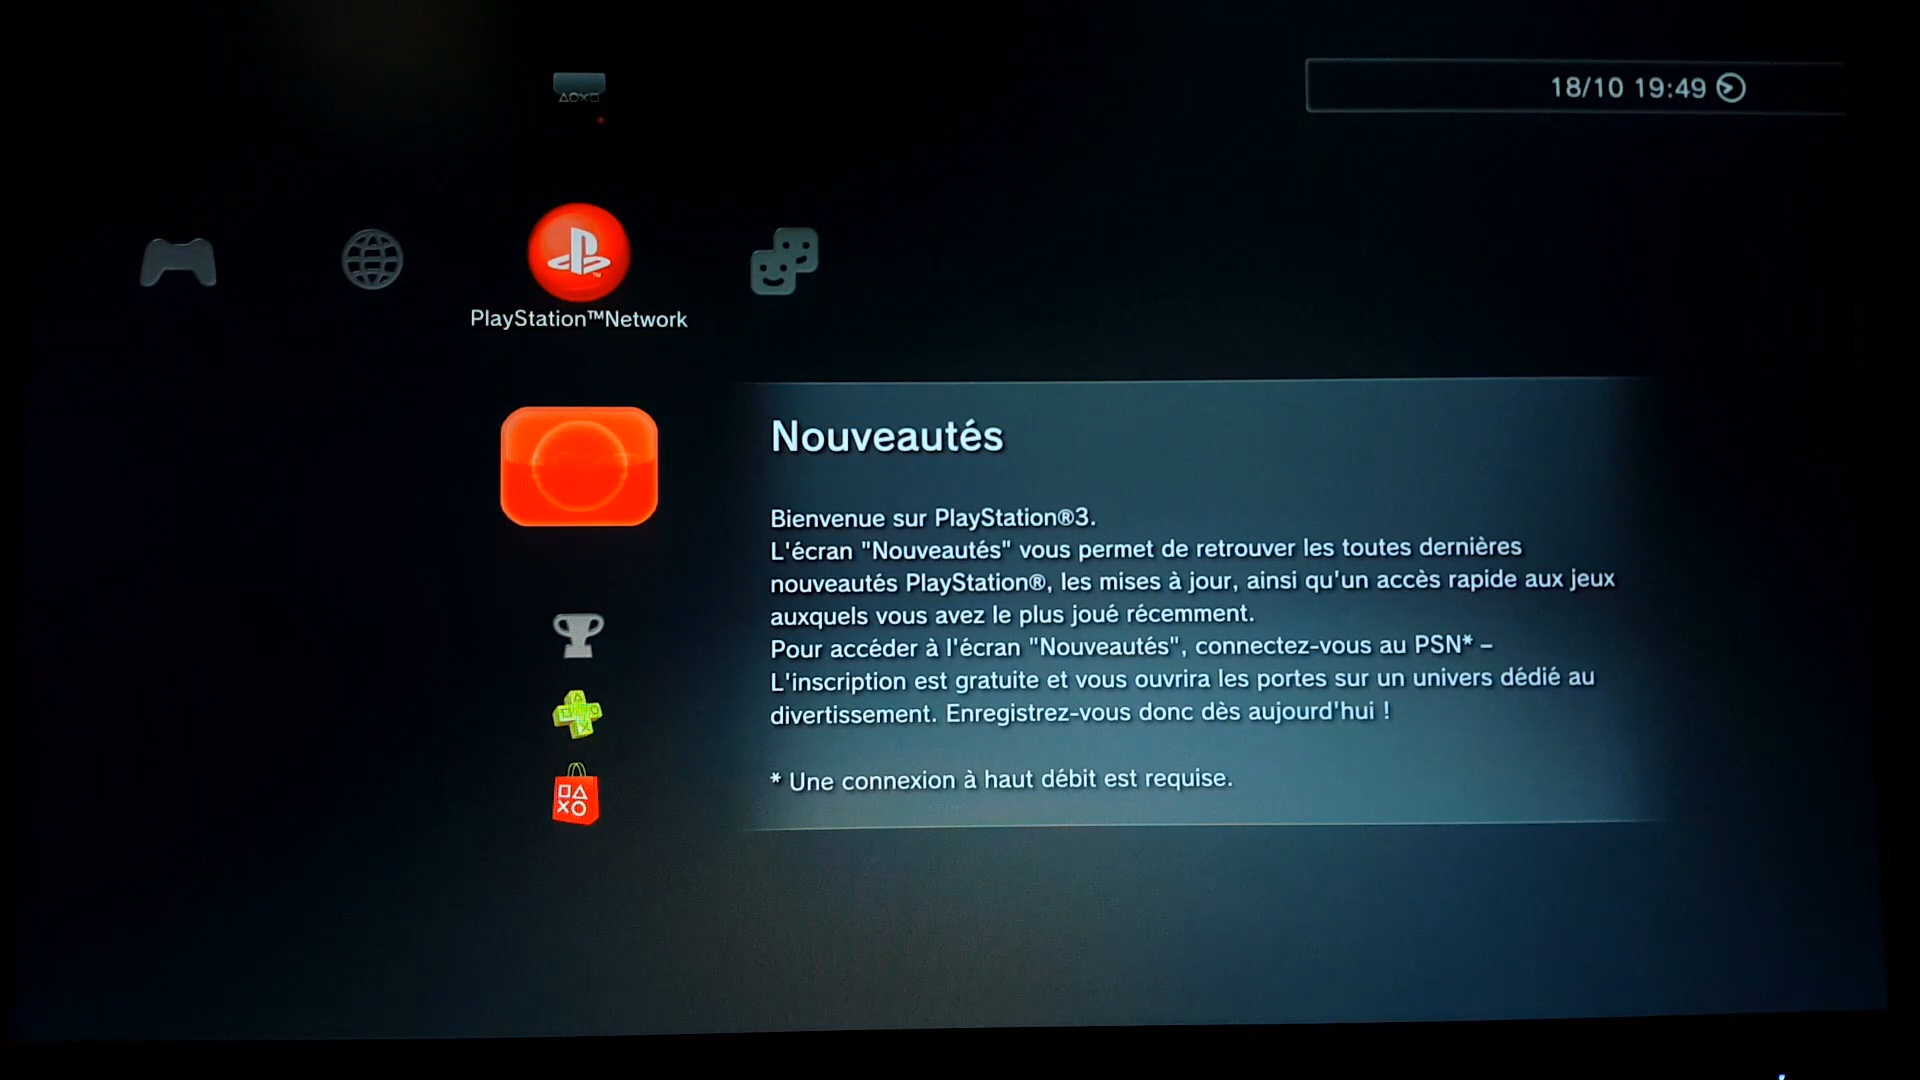 18/10 19:49
PlayStation™Network
Nouveautés
Bienvenue sur PlayStation®3.
L'écran "Nouveautés" vous permet de retrouver les toutes dernières
nouveautés PlayStation®, les mises à jour, ainsi qu'un accès rapide aux jeux
auxquels vous avez le plus joué récemment.
Pour accéder à l'écran "Nouveautés", connectez-vous au PSN* –
L'inscription est gratuite et vous ouvrira les portes sur un univers dédié au
divertissement. Enregistrez-vous donc dès aujourd'hui !
* Une connexion à haut débit est requise.